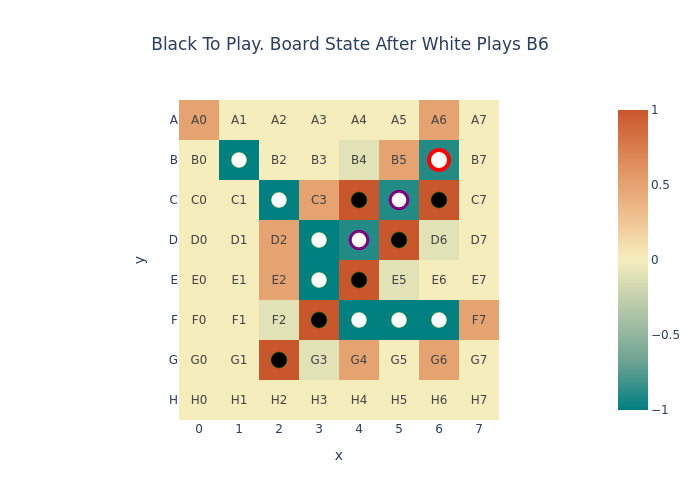 Black To Play. Board State After White Plays B6
A A0 A1 A2 A3 A4 A5 A6 A7
B B0 B2 B3 B4 B5 B7
C C0 C1 C3 C7
D D0 D1 D2 D6 D7
E E0 E1 E2 E5 E6 E7
F F0 F1 F2 F7
G G0 G1 G3 G4 G5 G6 G7
H H0 H1 H2 H3 H4 H5 H6 H7
0 1 2 3 4 5 6 7
x
y
1
0.5
0
−0.5
−1